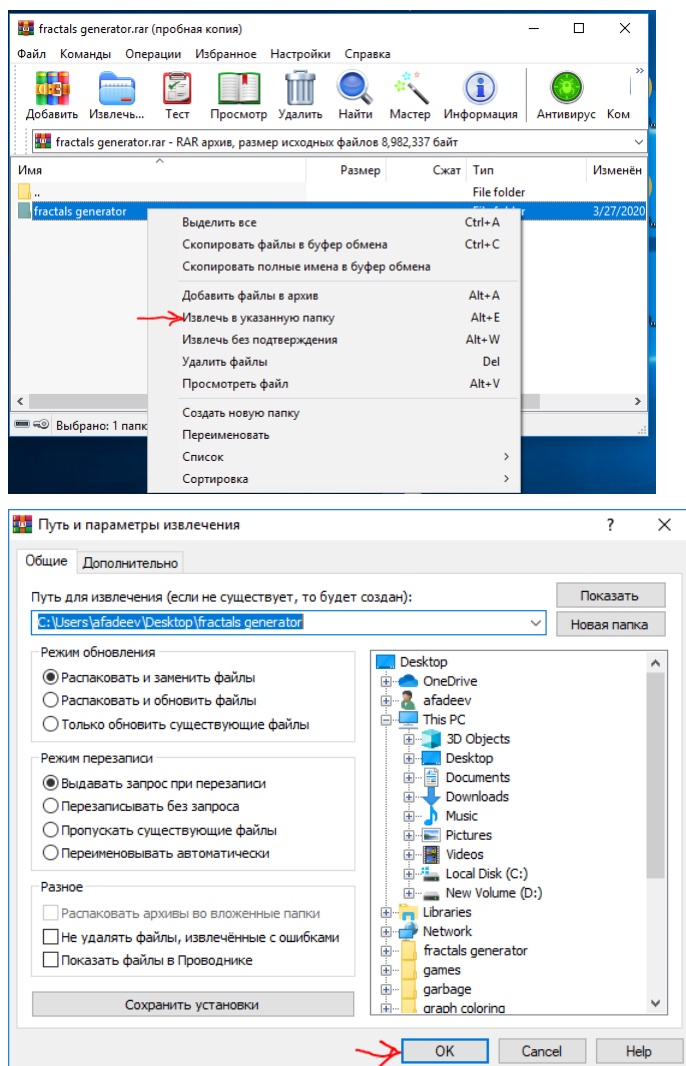 fractals generator.rar (пробная копия)
Файл Команды Операции Избранное Настройки Справка
Добавить Извлечь... Тест Просмотр Удалить Найти Мастер Информация Антивирус Ком
fractals generator.rar - RAR архив, размер исходных файлов 8,982,337 байт
Имя Размер Сжат Тип Изменён
.. File folder
fractals generator 3/27/2020
Выделить все Ctrl+A
Скопировать файлы в буфер обмена Ctrl+C
Скопировать полные имена в буфер обмена
Добавить файлы в архив Alt+A
Извлечь в указанную папку Alt+E
Извлечь без подтверждения Alt+W
Удалить файлы Del
Просмотреть файл Alt+V
Создать новую папку
Выбрано: 1 папк
Переименовать
Список
Сортировка
Путь и параметры извлечения
Общие Дополнительно
Путь для извлечения (если не существует, то будет создан):
Показать
C:\Users\afadeev\Desktop\fractals generator
Новая папка
Режим обновления
Распаковать и заменить файлы
Распаковать и обновить файлы
Только обновить существующие файлы
Режим перезаписи
Выдавать запрос при перезаписи
Перезаписывать без запроса
Пропускать существующие файлы
Переименовывать автоматически
Разное
Распаковать архивы во вложенные папки
Не удалять файлы, извлечённые с ошибками
Показать файлы в Проводнике
Сохранить установки
Desktop
OneDrive
afadeev
This PC
3D Objects
Desktop
Documents
Downloads
Music
Pictures
Videos
Local Disk (C:)
New Volume (D:)
Libraries
Network
fractals generator
games
garbage
graph coloring
OK Cancel Help